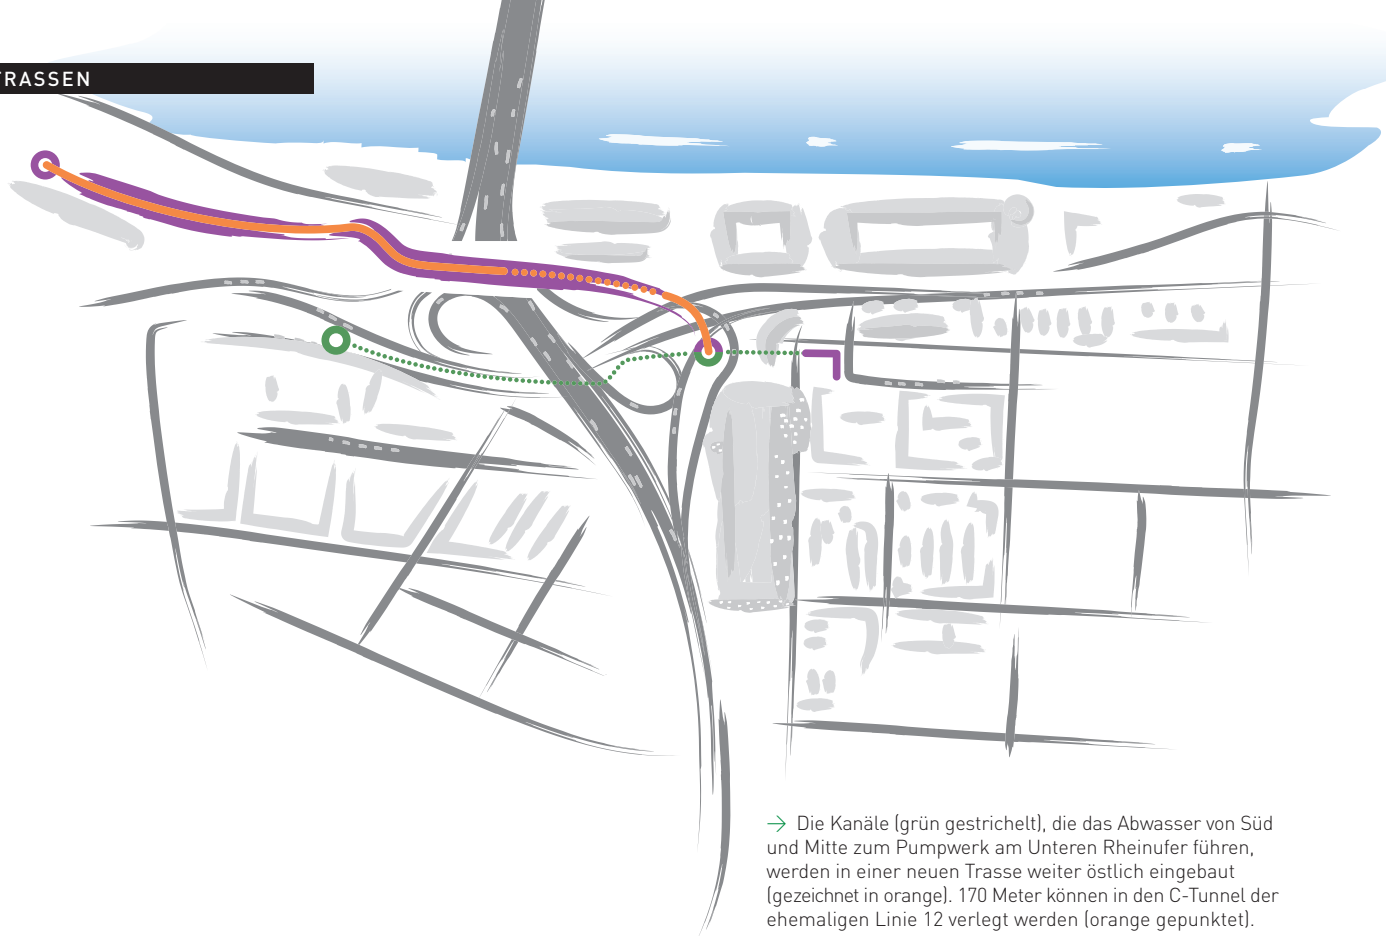 TRASSEN
→ Die Kanäle (grün gestrichelt), die das Abwasser von Süd
und Mitte zum Pumpwerk am Unteren Rheinufer führen,
werden in einer neuen Trasse weiter östlich eingebaut
(gezeichnet in orange). 170 Meter können in den C-Tunnel der
ehemaligen Linie 12 verlegt werden (orange gepunktet).